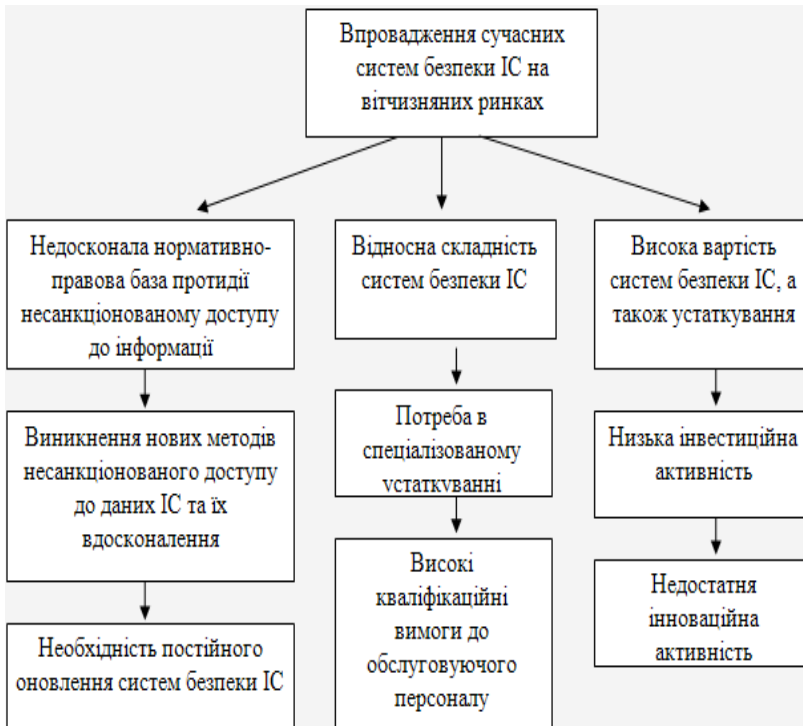 Впровадження сучасних
систем безпеки ІС на
вітчизняних ринках
Недосконала нормативно-
правова база протидії
несанкціонованому доступу
до інформації
Відносна складність
систем безпеки ІС
Висока вартість
систем безпеки ІС, а
також устаткування
Виникнення нових методів
несанкціонованого доступу
до даних ІС та їх
вдосконалення
Потреба в
спеціалізованому
устаткуванні
Низька інвестиційна
активність
Необхідність постійного
оновлення систем безпеки ІС
Високі
кваліфікаційні
вимоги до
обслуговуючого
персоналу
Недостатня
інноваційна
активність